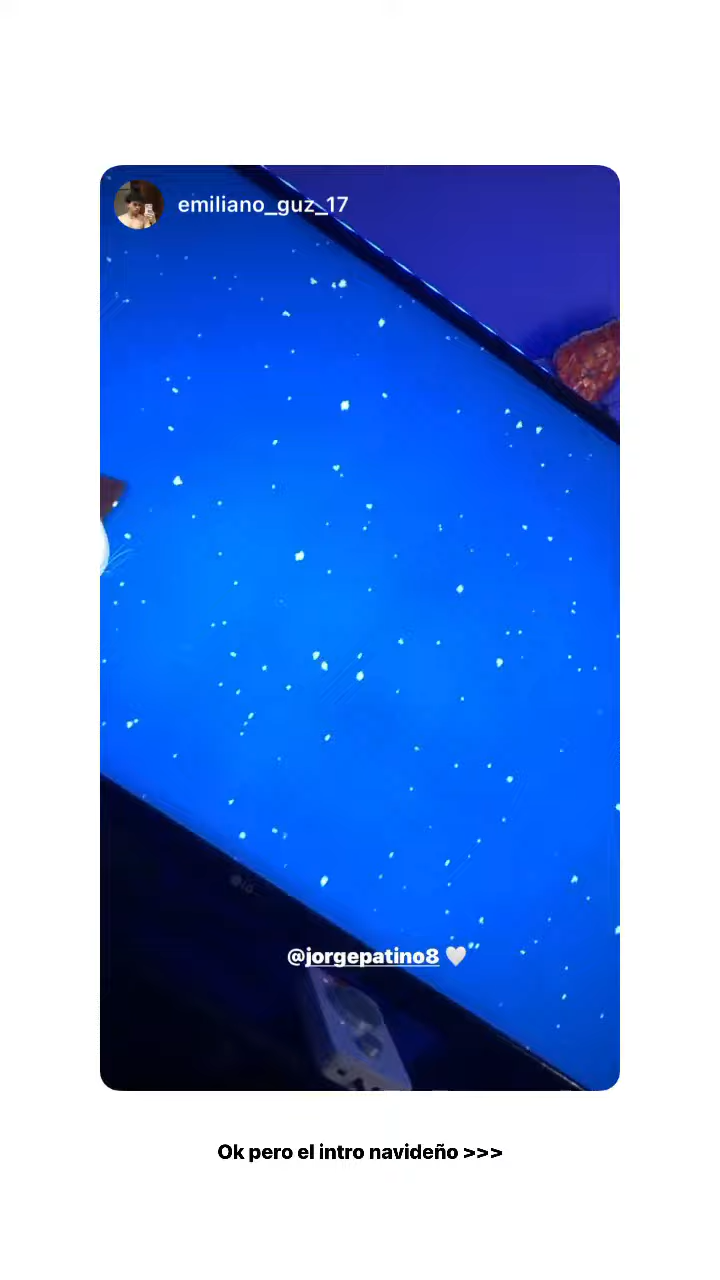 emiliano_guz_17
@jorgepatino8 🤍
Ok pero el intro navideño >>>